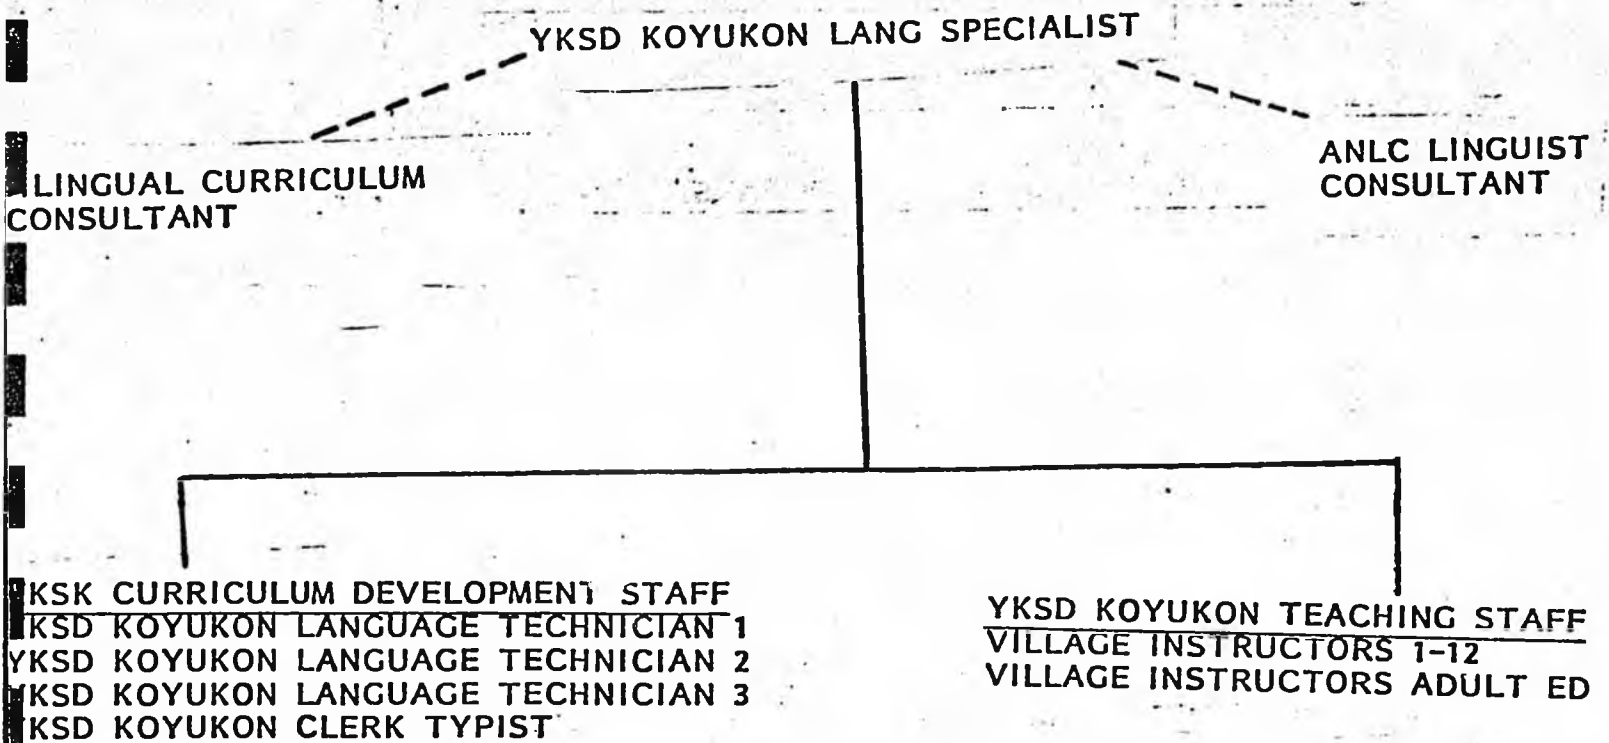 YKSD KOYUKON LANG SPECIALIST
LINGUAL CURRICULUM
CONSULTANT
ANLC LINGUIST
CONSULTANT
KSK CURRICULUM DEVELOPMENT STAFF
KSD KOYUKON LANGUAGE TECHNICIAN 1
YKSD KOYUKON LANGUAGE TECHNICIAN 2
YKSD KOYUKON LANGUAGE TECHNICIAN 3
KSD KOYUKON CLERK TYPIST
YKSD KOYUKON TEACHING STAFF
VILLAGE INSTRUCTORS 1-12
VILLAGE INSTRUCTORS ADULT ED